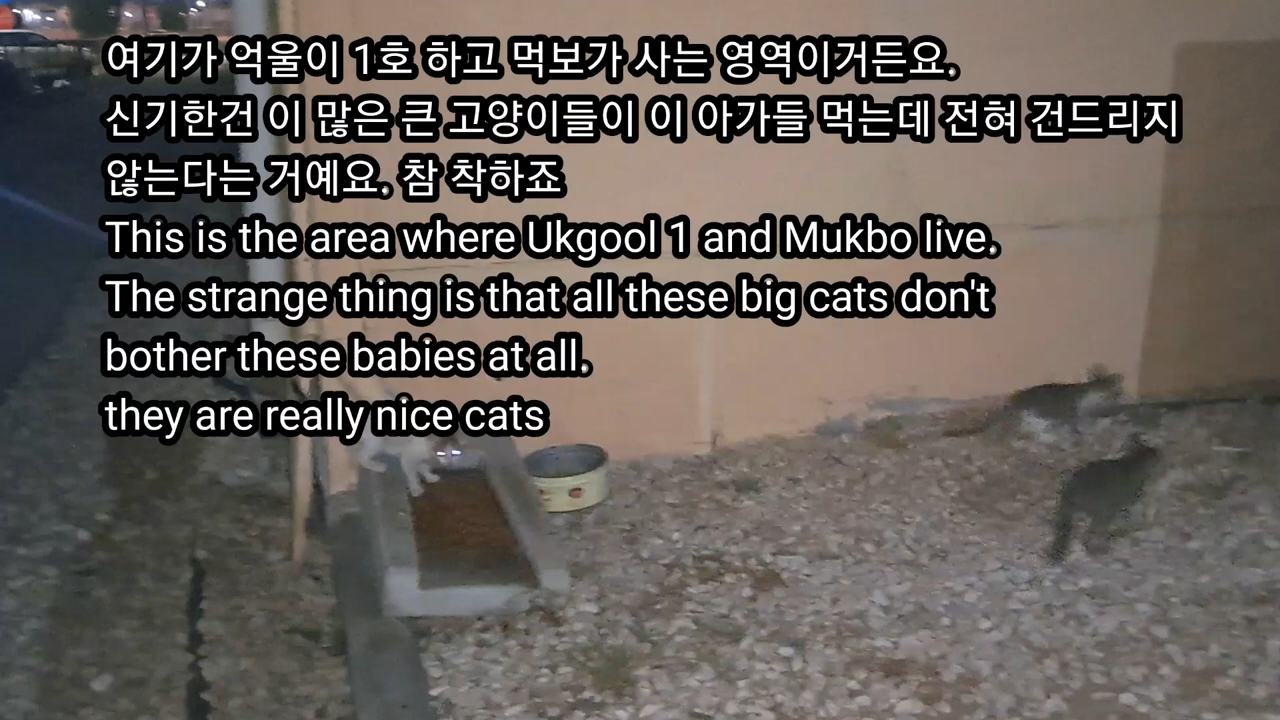 여기가 억울이 1호 하고 먹보가 사는 영역이거든요.
신기한건 이 많은 큰 고양이들이 이 아가들 먹는데 전혀 건드리지
않는다는 거예요. 참 착하죠
This is the area where Ukgool 1 and Mukbo live.
The strange thing is that all these big cats don't
bother these babies at all.
they are really nice cats